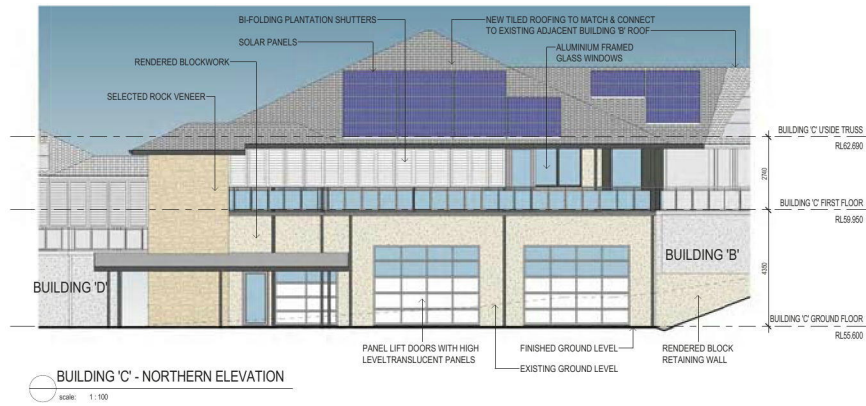 BI-FOLDING PLANTATION SHUTTERS
NEW TILED ROOFING TO MATCH & CONNECT
TO EXISTING ADJACENT BUILDING 'B' ROOF
SOLAR PANELS
ALUMINIUM FRAMED
GLASS WINDOWS
RENDERED BLOCKWORK
SELECTED ROCK VENEER
BUILDING 'C' U'SIDE TRUSS
RL62.690
2740
BUILDING 'C' FIRST FLOOR
RL59.950
4350
BUILDING 'B'
BUILDING 'D'
BUILDING 'C' GROUND FLOOR
RL55.600
PANEL LIFT DOORS WITH HIGH
LEVELTRANSLUCENT PANELS
FINISHED GROUND LEVEL
EXISTING GROUND LEVEL
RENDERED BLOCK
RETAINING WALL
BUILDING 'C' - NORTHERN ELEVATION
scale: 1 : 100